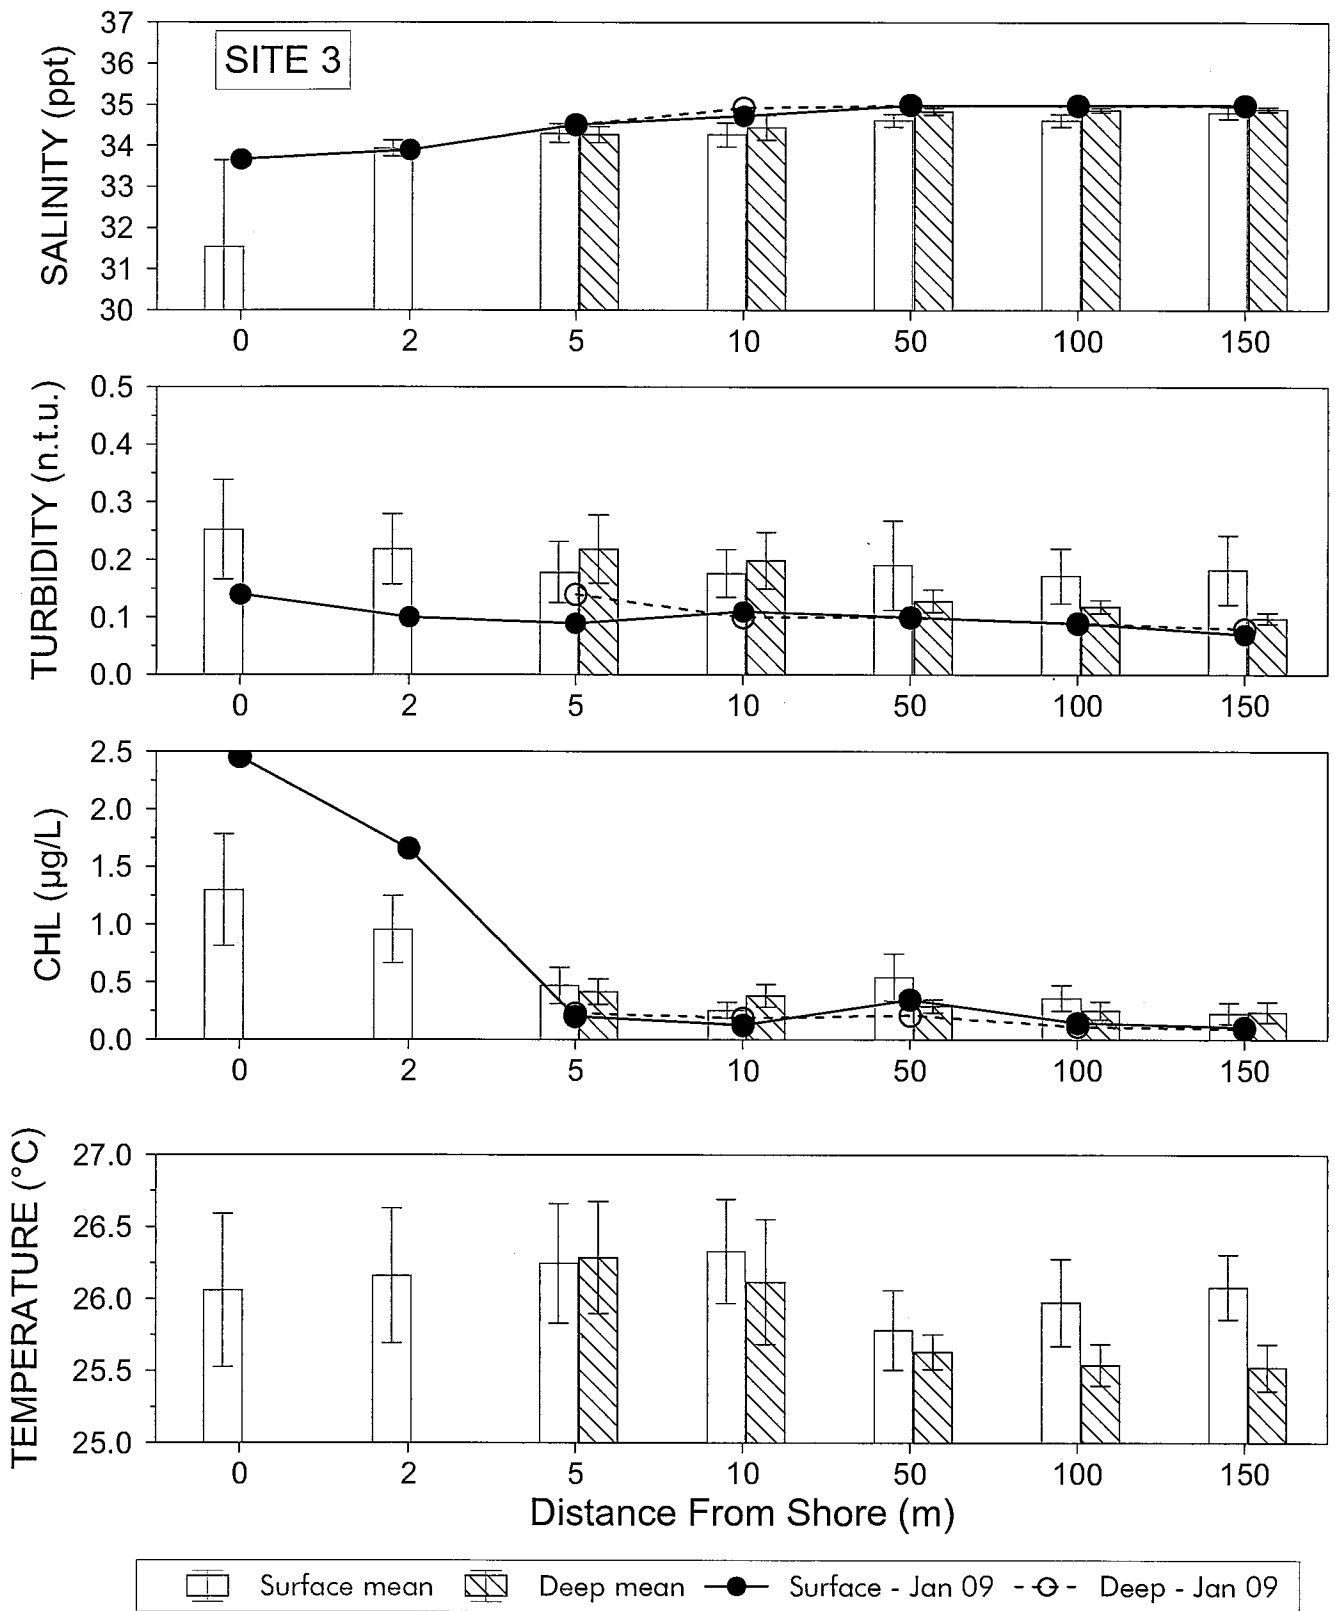 SITE 3
SALINITY (ppt)
37
36
35
34
33
32
31
30
0 2 5 10 50 100 150
TURBIDITY (n.t.u.)
0.5
0.4
0.3
0.2
0.1
0.0
0 2 5 10 50 100 150
CHL (µg/L)
2.5
2.0
1.5
1.0
0.5
0.0
0 2 5 10 50 100 150
TEMPERATURE (°C)
27.0
26.5
26.0
25.5
25.0
0 2 5 10 50 100 150
Distance From Shore (m)
Surface mean Deep mean Surface - Jan 09 Deep - Jan 09